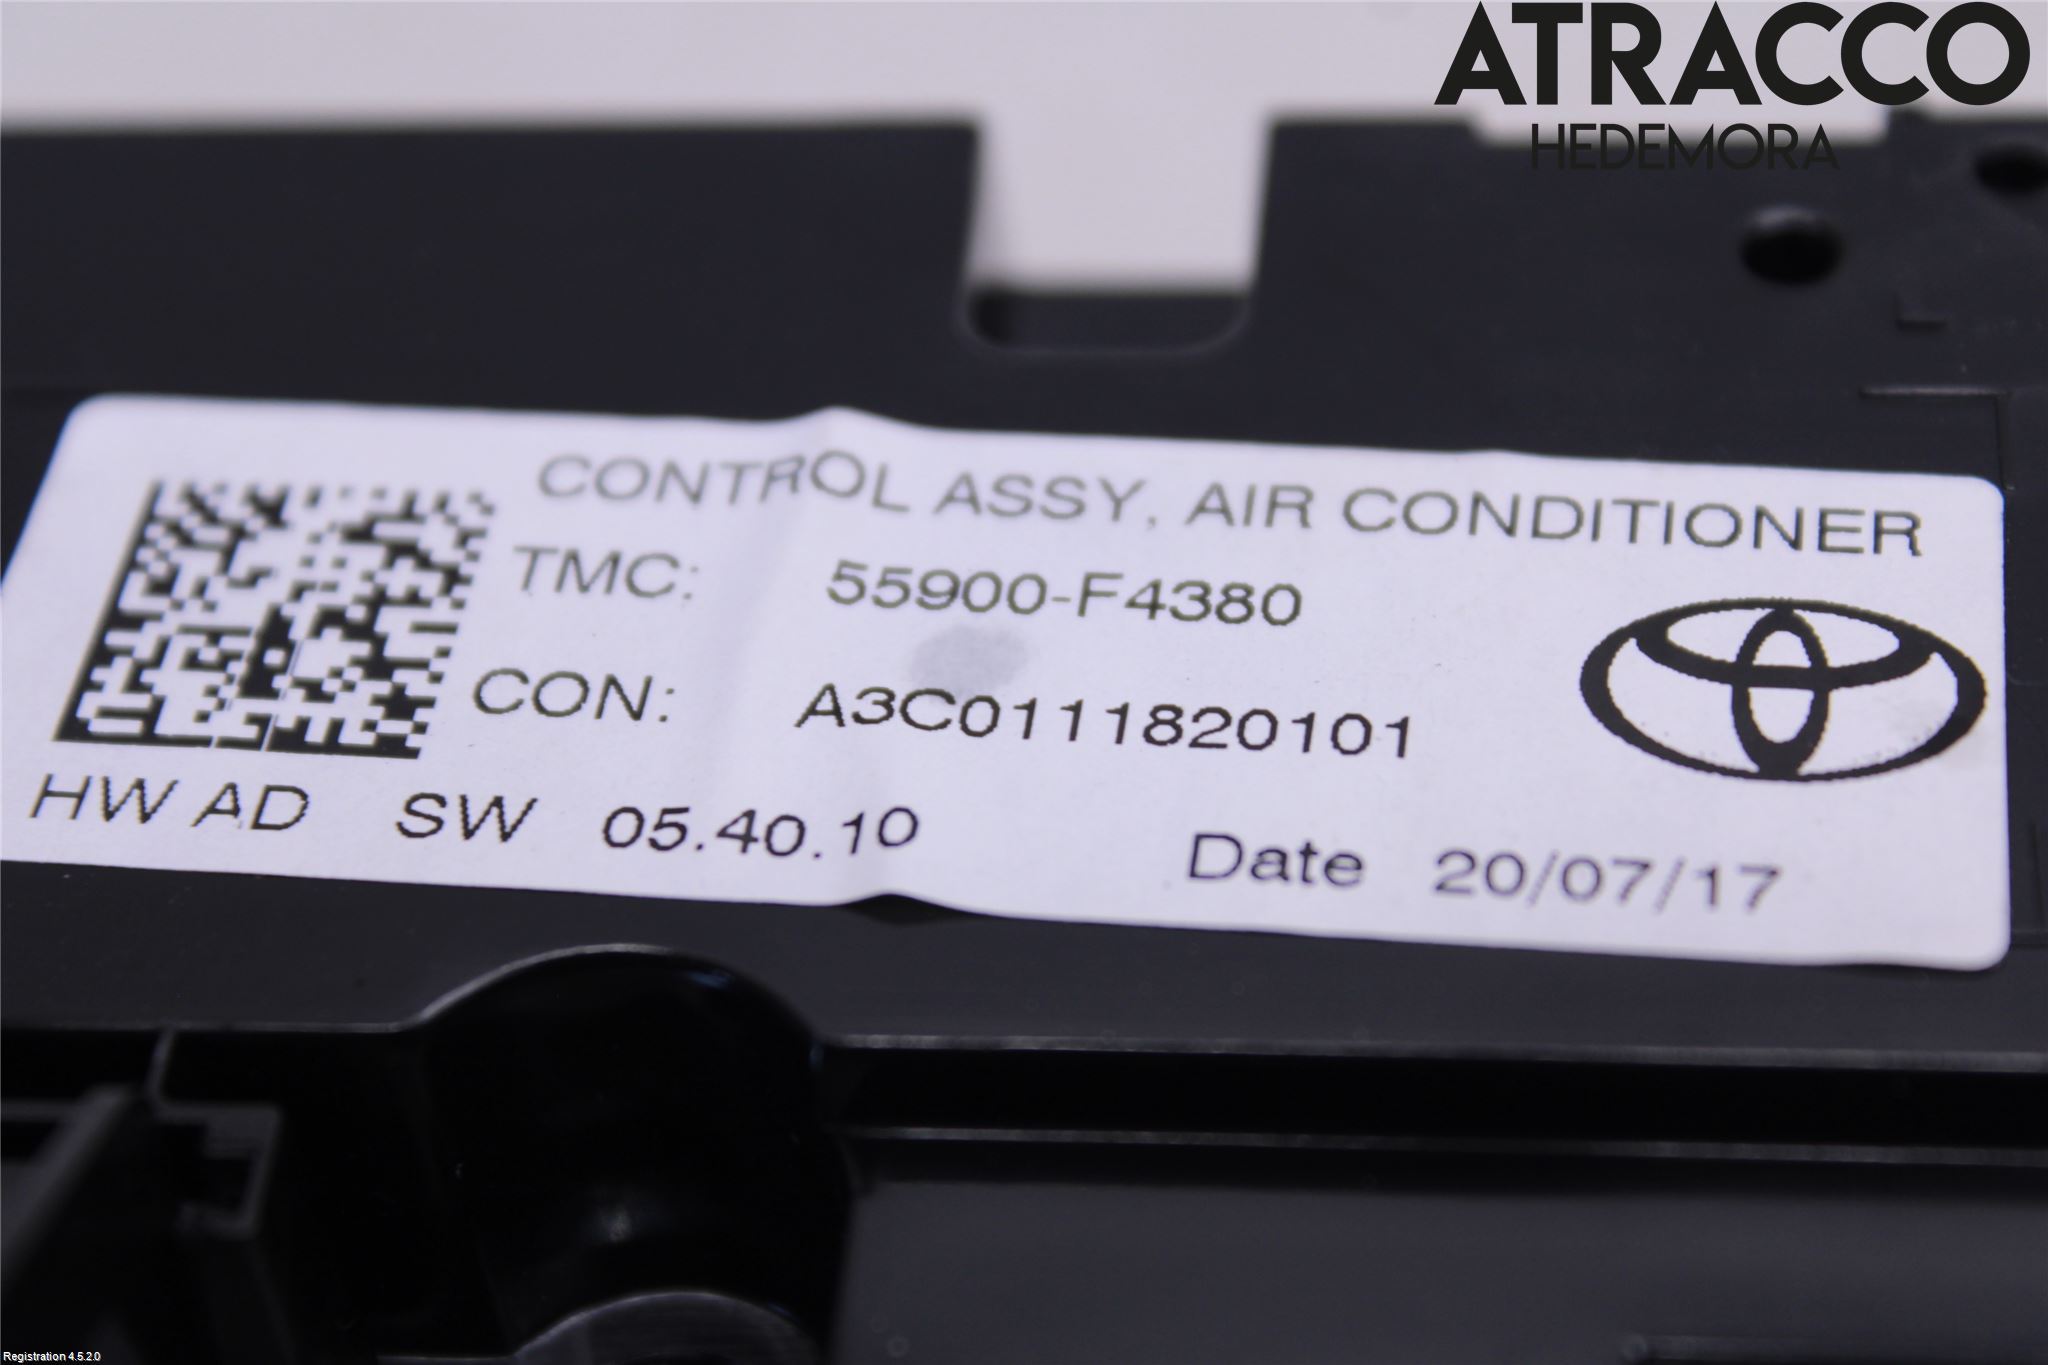 ATRACCO
HEDEMORA
CONTROL ASSY, AIR CONDITIONER
TMC: 55900-F4380
CON: A3C0111820101
HW AD SW 05.40.10 Date 20/07/17
Registration 4.5.2.0